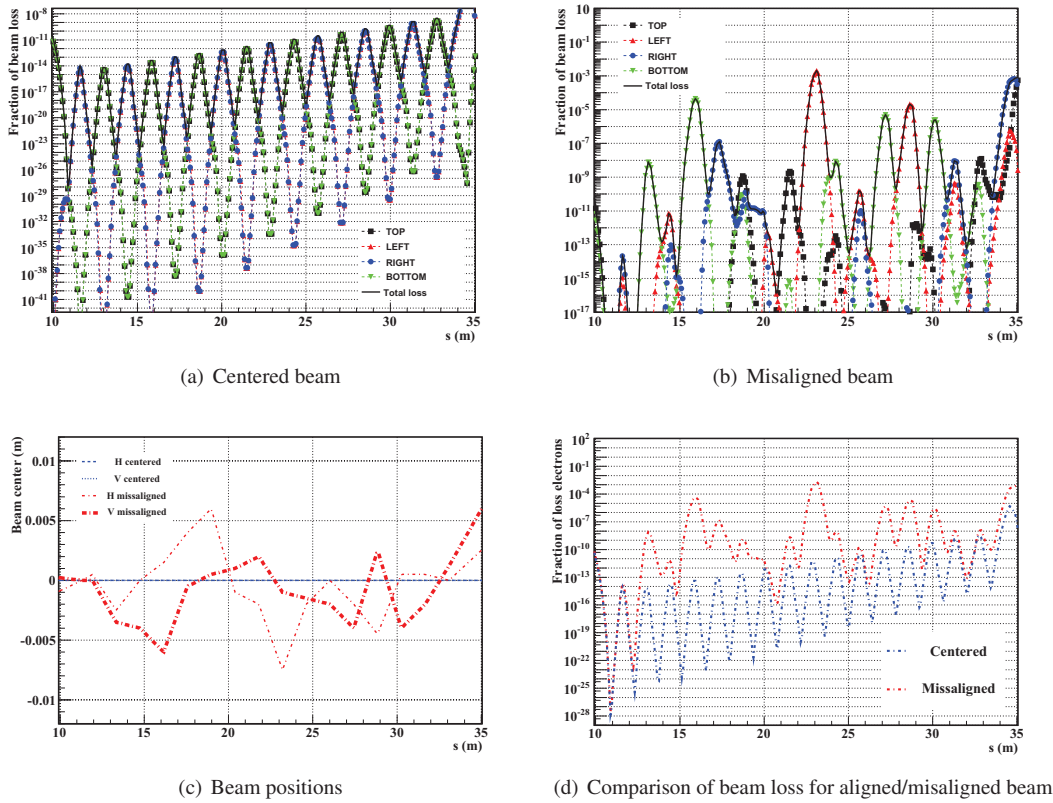 Fraction of beam loss
10^-8
10^-11
10^-14
10^-17
10^-20
10^-23
10^-26
10^-29
10^-32
10^-35
10^-38
10^-41
TOP
LEFT
RIGHT
BOTTOM
Total loss
10 15 20 25 30 35
s (m)
(a) Centered beam
Fraction of beam loss
10
10^-1
10^-3
10^-5
10^-7
10^-9
10^-11
10^-13
10^-15
10^-17
TOP
LEFT
RIGHT
BOTTOM
Total loss
10 15 20 25 30 35
s (m)
(b) Misaligned beam
Beam center (m)
0.01
0.005
0
-0.005
-0.01
H centered
V centered
H missaligned
V missaligned
10 15 20 25 30 35
s (m)
(c) Beam positions
Fraction of loss electrons
10^2
10^-1
10^-4
10^-7
10^-10
10^-13
10^-16
10^-19
10^-22
10^-25
10^-28
Centered
Missaligned
10 15 20 25 30 35
s (m)
(d) Comparison of beam loss for aligned/misaligned beam